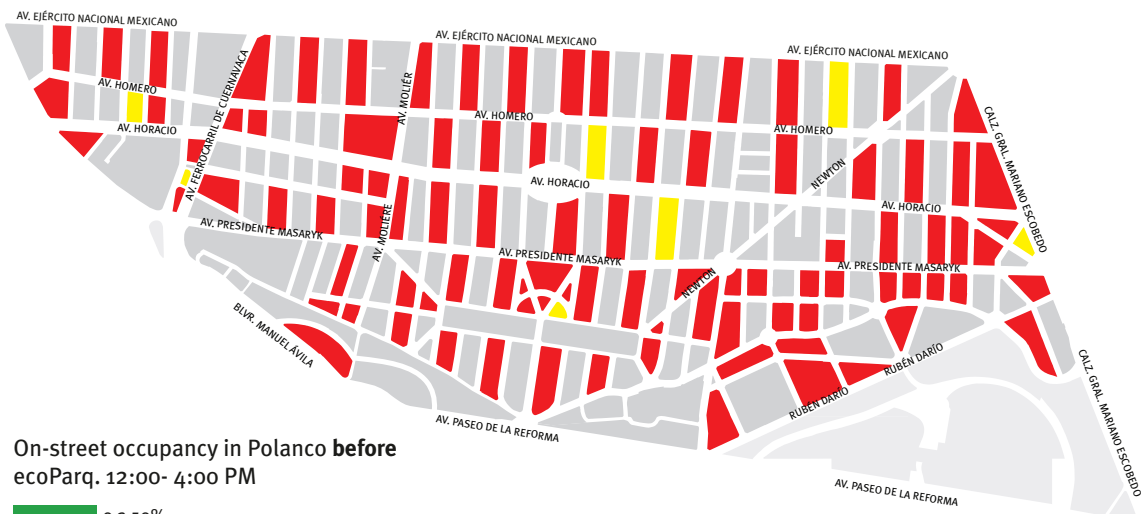 AV. EJÉRCITO NACIONAL MEXICANO
AV. EJÉRCITO NACIONAL MEXICANO
AV. EJÉRCITO NACIONAL MEXICANO
AV. HOMERO
AV. HOMERO
AV. HOMERO
AV. HORACIO
AV. HORACIO
AV. HORACIO
AV. FERROCARRIL DE CUERNAVACA
AV. MOLIÉR
AV. MOLIÉRE
NEWTON
NEWTON
CALZ. GRAL. MARIANO ESCOBEDO
AV. PRESIDENTE MASARYK
AV. PRESIDENTE MASARYK
AV. PRESIDENTE MASARYK
BLVR. MANUEL ÁVILA
RUBÉN DARÍO
RUBÉN DARÍO
CALZ. GRAL. MARIANO ESCOBEDO
AV. PASEO DE LA REFORMA
AV. PASEO DE LA REFORMA
On-street occupancy in Polanco before
ecoParq. 12:00- 4:00 PM